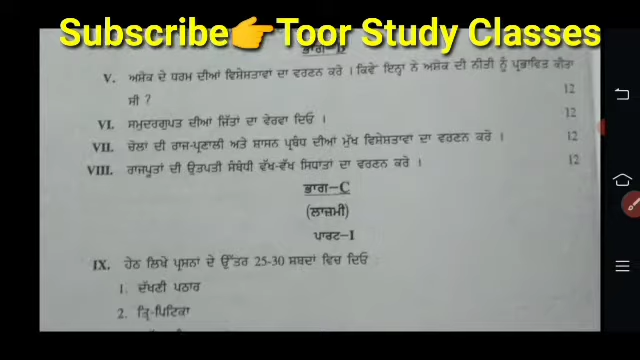 Subscribe👉Toor Study Classes
ਭਾਗ-B
V. ਅਸ਼ੋਕ ਦੇ ਧਰਮ ਦੀਆਂ ਵਿਸ਼ੇਸ਼ਤਾਵਾਂ ਦਾ ਵਰਣਨ ਕਰੋ । ਕਿਵੇਂ ਇਨ੍ਹਾਂ ਨੇ ਅਸ਼ੋਕ ਦੀ ਨੀਤੀ ਨੂੰ ਪ੍ਰਭਾਵਿਤ ਕੀਤਾ
ਸੀ ? 12
VI. ਸਮੁਦਰਗੁਪਤ ਦੀਆਂ ਜਿੱਤਾਂ ਦਾ ਵੇਰਵਾ ਦਿਓ । 12
VII. ਚੋਲਾਂ ਦੀ ਰਾਜ-ਪ੍ਰਣਾਲੀ ਅਤੇ ਸ਼ਾਸਨ ਪ੍ਰਬੰਧ ਦੀਆਂ ਮੁੱਖ ਵਿਸ਼ੇਸ਼ਤਾਵਾਂ ਦਾ ਵਰਣਨ ਕਰੋ । 12
VIII. ਰਾਜਪੂਤਾਂ ਦੀ ਉਤਪਤੀ ਸੰਬੰਧੀ ਵੱਖ-ਵੱਖ ਸਿਧਾਂਤਾਂ ਦਾ ਵਰਣਨ ਕਰੋ । 12
ਭਾਗ-C
(ਲਾਜ਼ਮੀ)
ਪਾਰਟ-I
IX. ਹੇਠ ਲਿਖੇ ਪ੍ਰਸ਼ਨਾਂ ਦੇ ਉੱਤਰ 25-30 ਸ਼ਬਦਾਂ ਵਿਚ ਦਿਓ :
1. ਦੱਖਣੀ ਪਠਾਰ
2. ਤ੍ਰਿ-ਪਿਟਿਕਾ